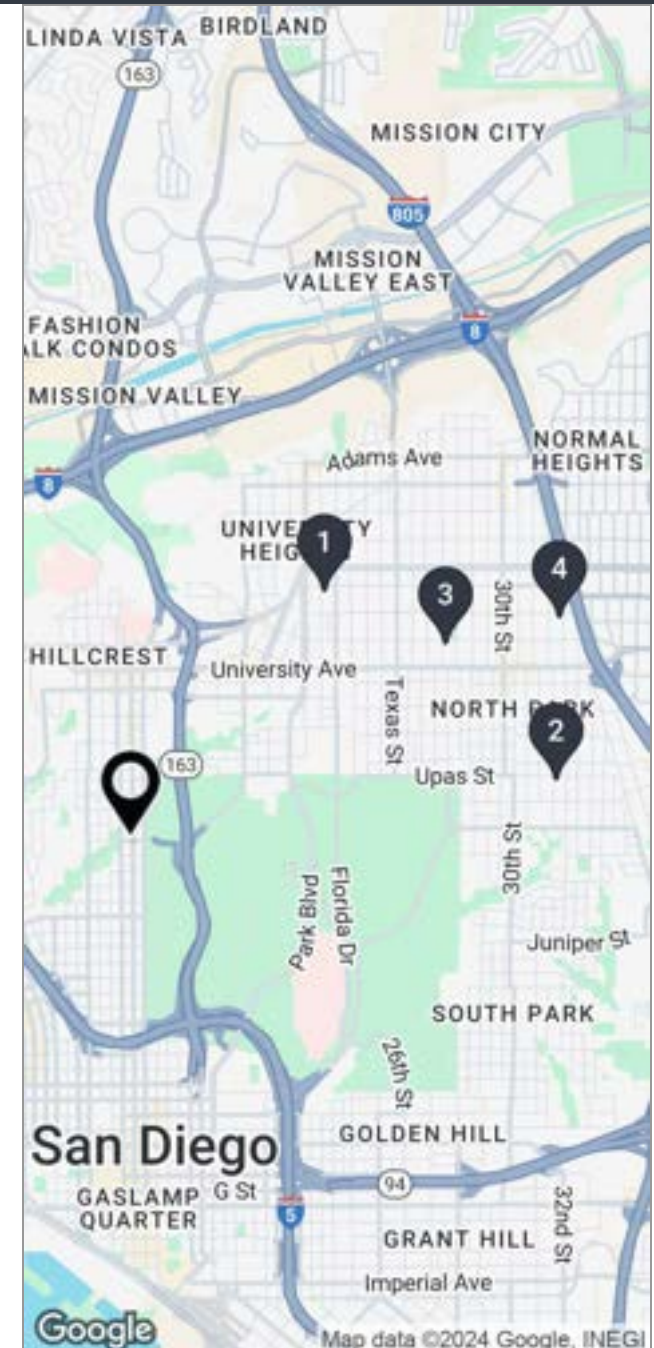 LINDA VISTA
BIRDLAND
163
MISSION CITY
805
MISSION
VALLEY EAST
8
FASHION
ALK CONDOS
MISSION VALLEY
NORMAL
HEIGHTS
Adams Ave
8
UNIVERSITY
HEIG
1
4
3
30th St
HILLCREST
University Ave
Texas St
NORTH PARK
2
163
Upas St
30th St
Park Blvd
Florida Dr
Juniper St
SOUTH PARK
26th St
San Diego
GOLDEN HILL
94
GASLAMP
QUARTER
G St
5
32nd St
GRANT HILL
Imperial Ave
Google
Map data ©2024 Google, INEGI